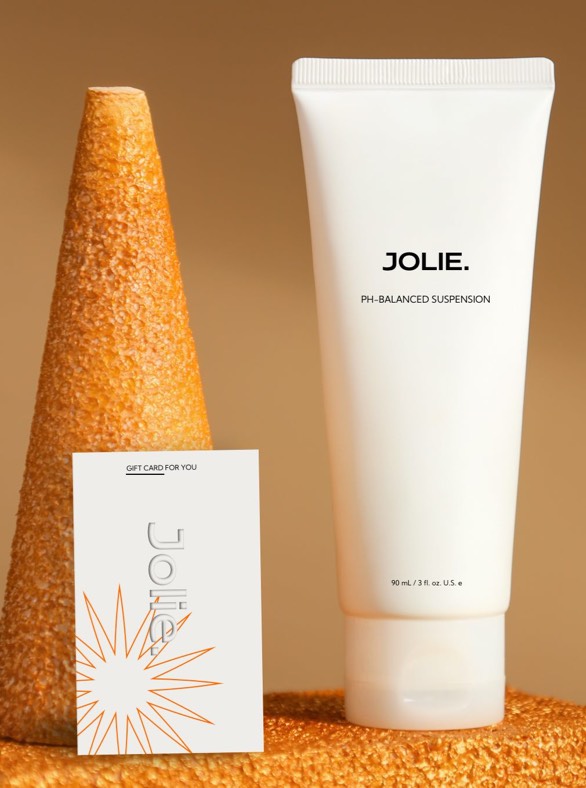 JOLIE.
PH-BALANCED SUSPENSION
90 mL / 3 fl. oz. U.S. e
GIFT CARD FOR YOU
Jolie.